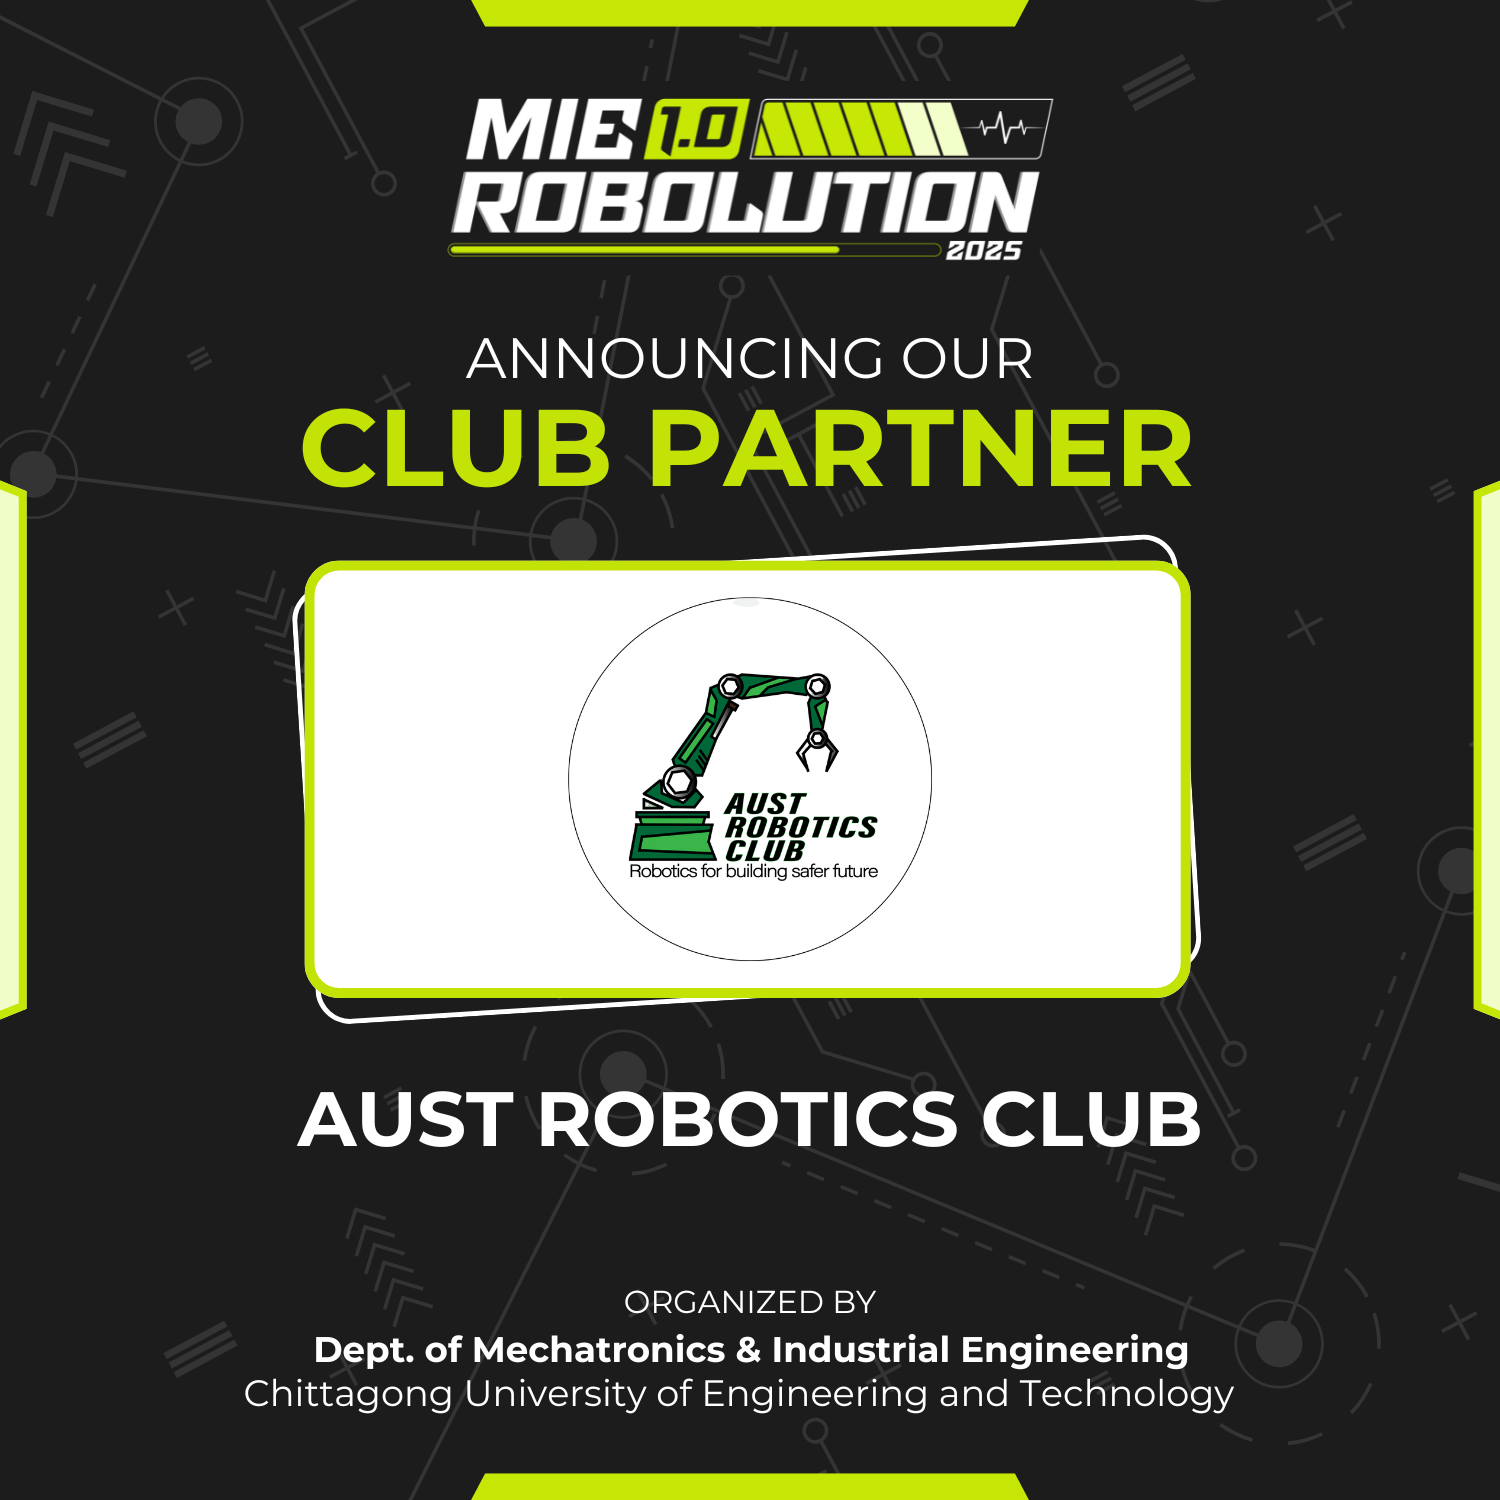 MIE 1.0
ROBOLUTION
2025
ANNOUNCING OUR
CLUB PARTNER
AUST
ROBOTICS
CLUB
Robotics for building safer future
AUST ROBOTICS CLUB
ORGANIZED BY
Dept. of Mechatronics & Industrial Engineering
Chittagong University of Engineering and Technology